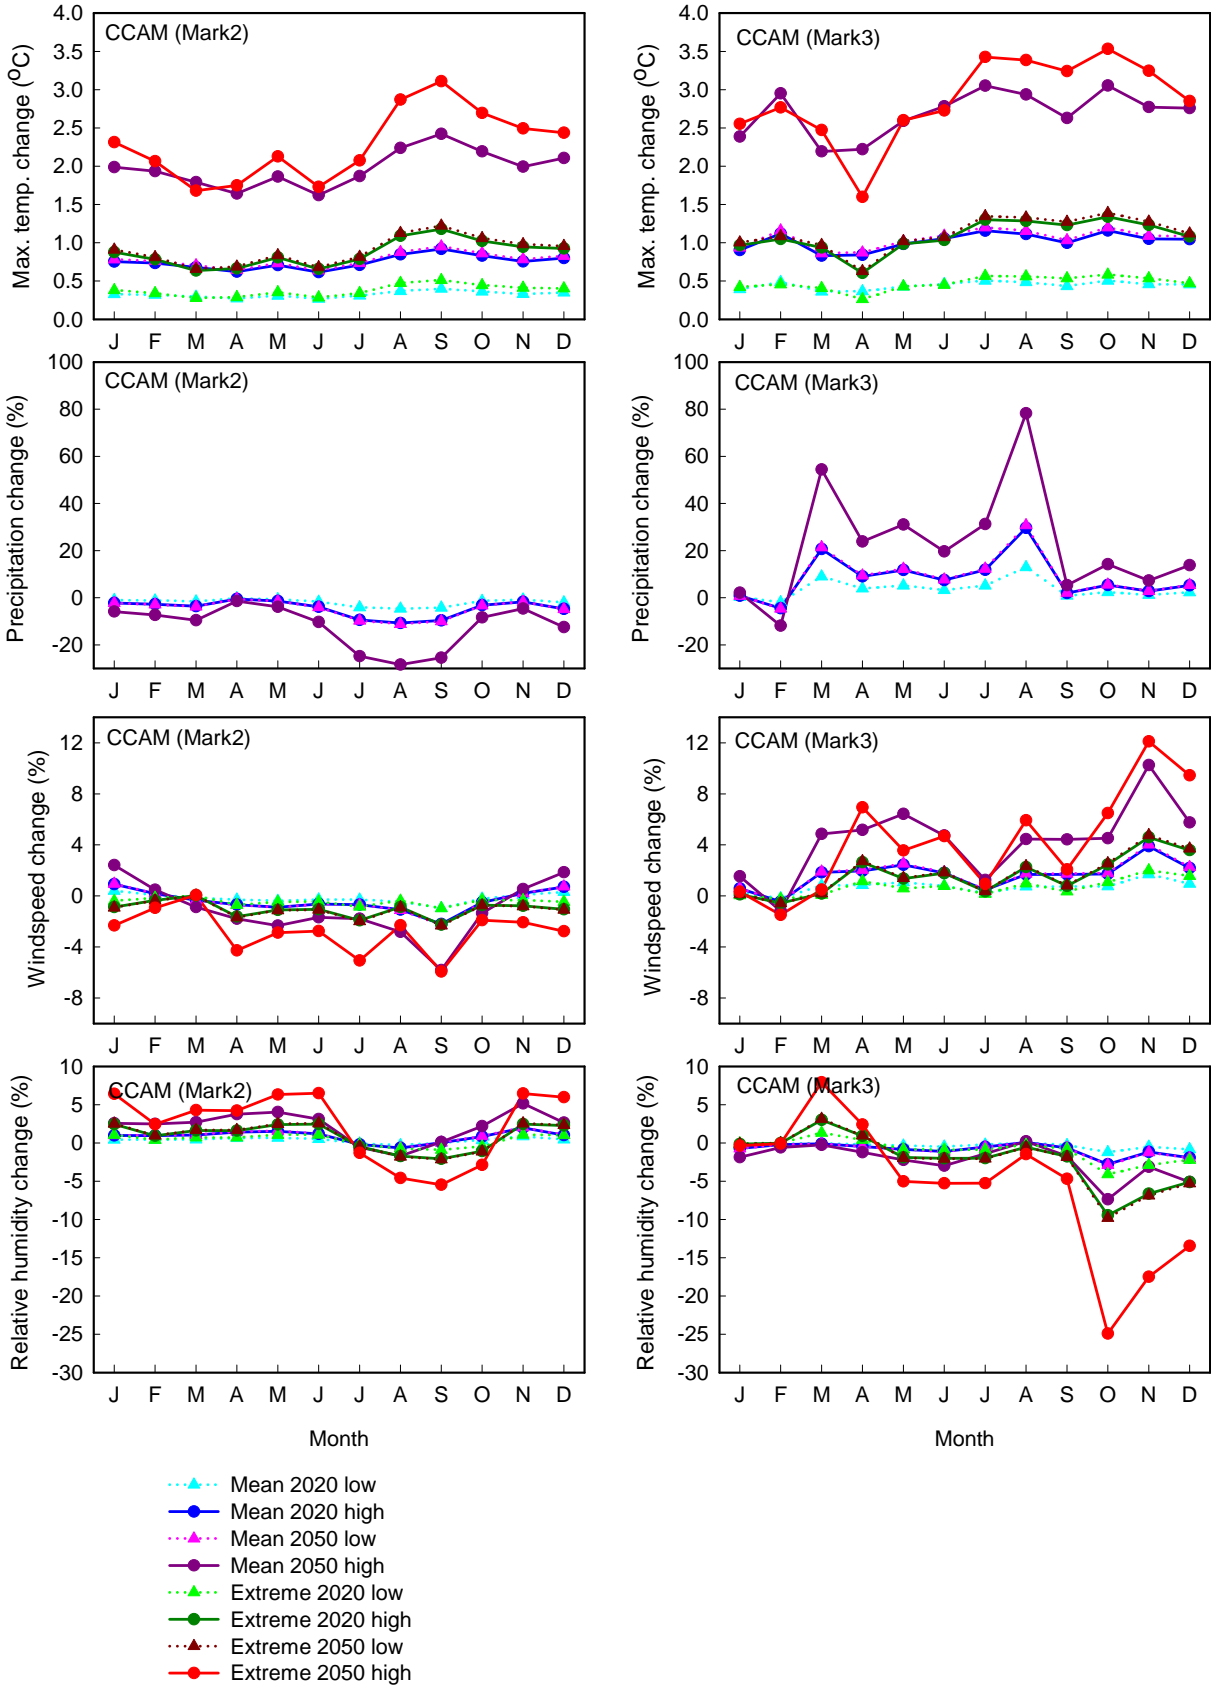 CCAM (Mark2)
Max. temp. change (°C)
4.0
3.5
3.0
2.5
2.0
1.5
1.0
0.5
0.0
J F M A M J J A S O N D
CCAM (Mark3)
Max. temp. change (°C)
4.0
3.5
3.0
2.5
2.0
1.5
1.0
0.5
0.0
J F M A M J J A S O N D
CCAM (Mark2)
Precipitation change (%)
100
80
60
40
20
0
-20
J F M A M J J A S O N D
CCAM (Mark3)
Precipitation change (%)
100
80
60
40
20
0
-20
J F M A M J J A S O N D
CCAM (Mark2)
Windspeed change (%)
12
8
4
0
-4
-8
J F M A M J J A S O N D
CCAM (Mark3)
Windspeed change (%)
12
8
4
0
-4
-8
J F M A M J J A S O N D
CCAM (Mark2)
Relative humidity change (%)
10
5
0
-5
-10
-15
-20
-25
-30
J F M A M J J A S O N D
Month
CCAM (Mark3)
Relative humidity change (%)
10
5
0
-5
-10
-15
-20
-25
-30
J F M A M J J A S O N D
Month
Mean 2020 low
Mean 2020 high
Mean 2050 low
Mean 2050 high
Extreme 2020 low
Extreme 2020 high
Extreme 2050 low
Extreme 2050 high